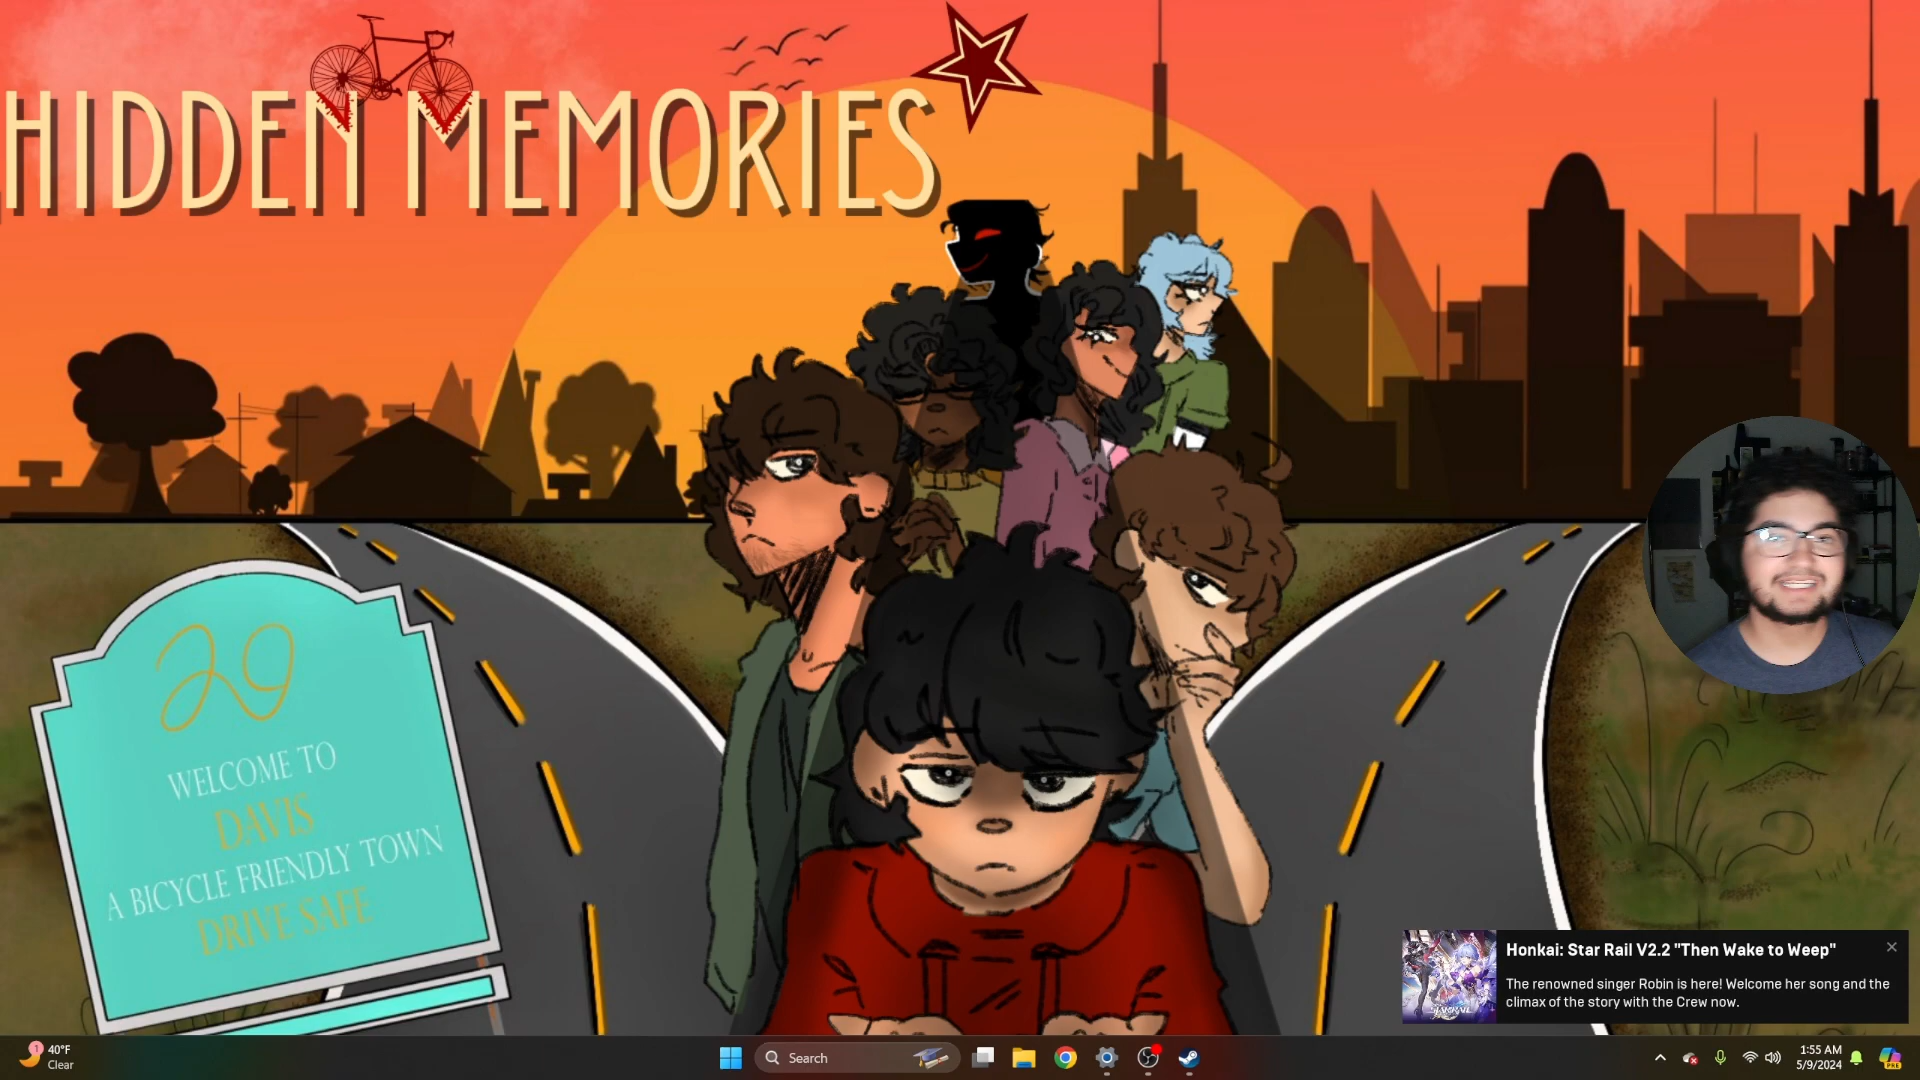 HIDDEN MEMORIES
29
WELCOME TO
DAVIS
A BICYCLE FRIENDLY TOWN
DRIVE SAFE
Honkai: Star Rail V2.2 "Then Wake to Weep"
The renowned singer Robin is here! Welcome her song and the
climax of the story with the Crew now.
1
40°F
Clear
Search
1:55 AM
5/9/2024
PRE